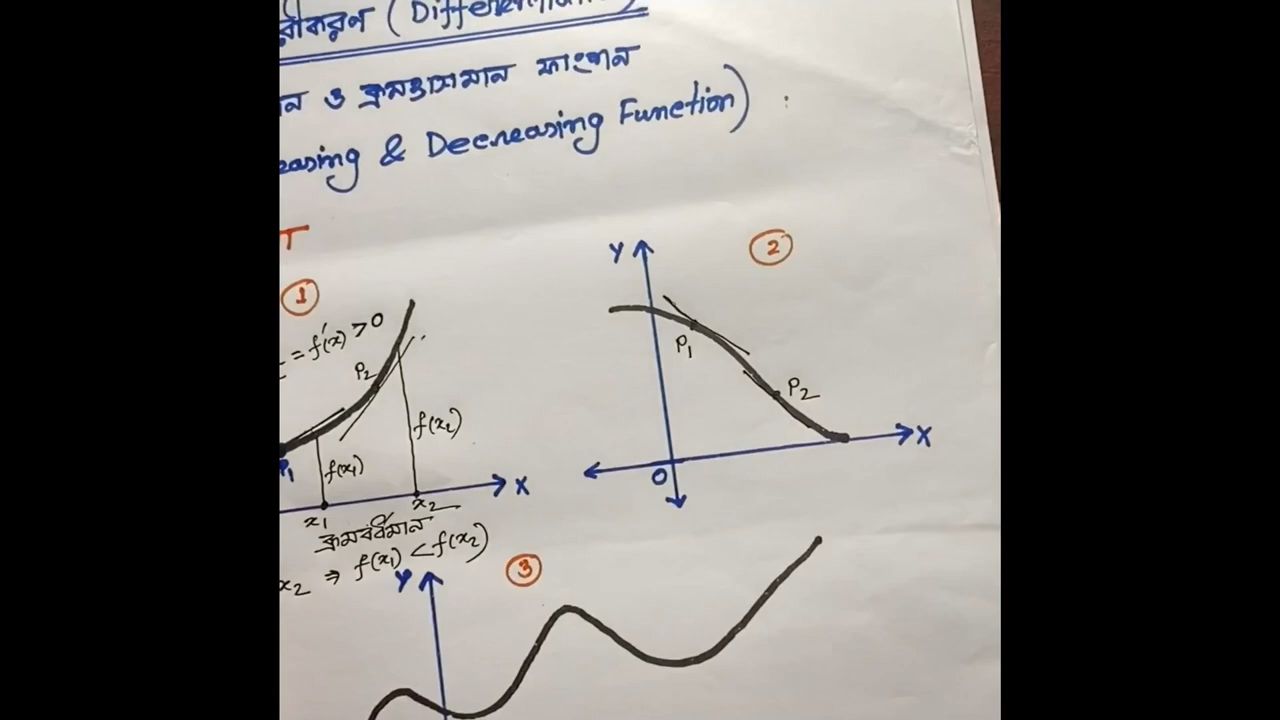 (Differentiation)
ও ক্রমহ্রাসমান ফাংশন
easing & Decreasing Function)
T
1
2
Y
= f'(x) > 0
P₂
P₁
P₁
P₂
f(x₂)
f(x₁)
X
O
X
x₁
x₂
ক্রমবর্ধমান
x₂ ⇒ f(x₁) < f(x₂)
3
Y